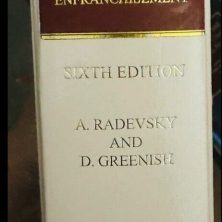 ENFRANCHISEMENT
SIXTH EDITION
A. RADEVSKY
AND
D. GREENISH